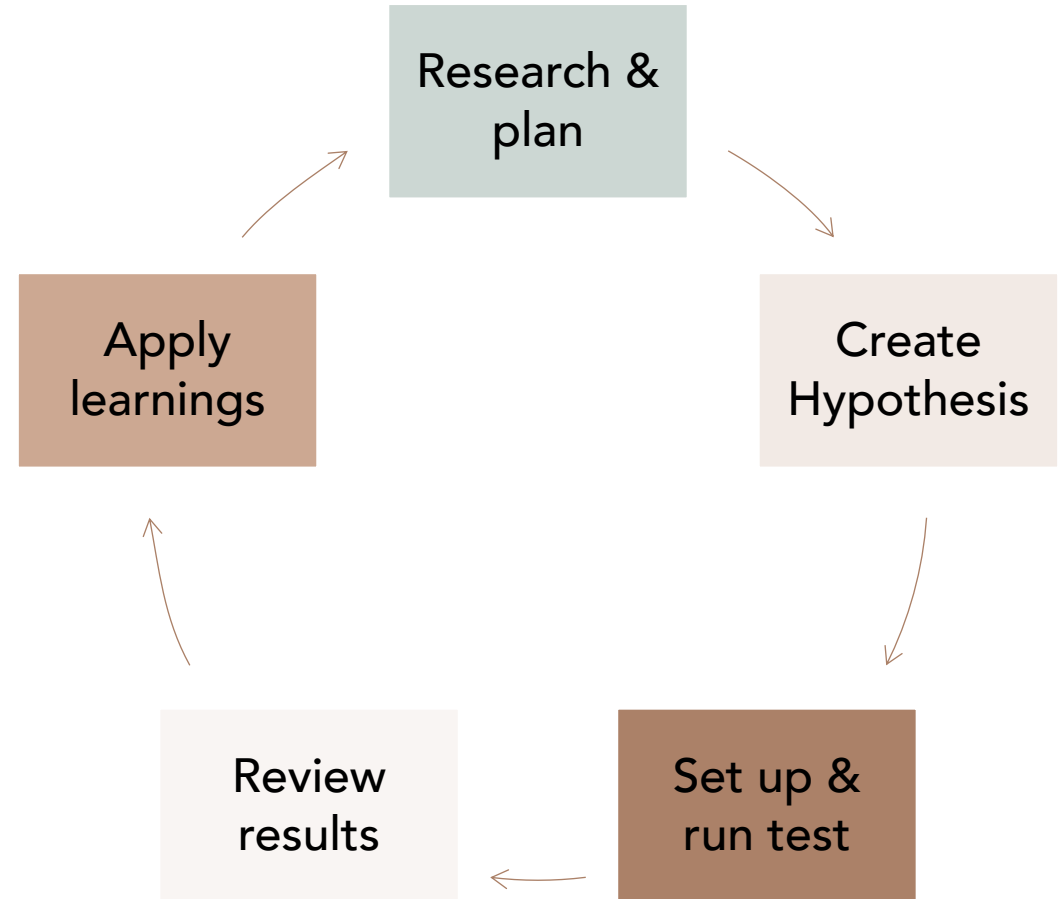 Research &
plan
Create
Hypothesis
Set up &
run test
Review
results
Apply
learnings